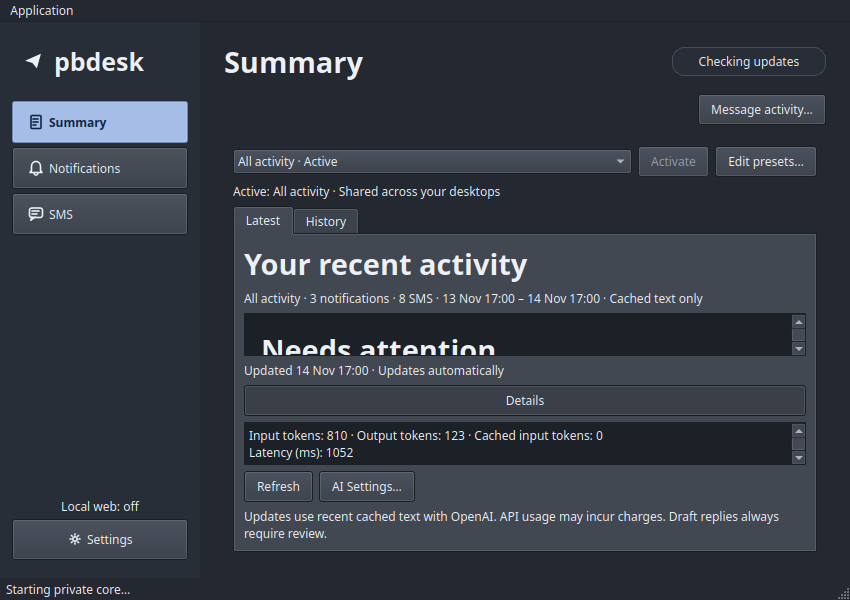 Application
pbdesk
Summary
Notifications
SMS
Local web: off
Settings
Starting private core...
Summary
Checking updates
Message activity...
All activity · Active
Activate
Edit presets...
Active: All activity · Shared across your desktops
Latest
History
Your recent activity
All activity · 3 notifications · 8 SMS · 13 Nov 17:00 – 14 Nov 17:00 · Cached text only
Needs attention
Updated 14 Nov 17:00 · Updates automatically
Details
Input tokens: 810 · Output tokens: 123 · Cached input tokens: 0
Latency (ms): 1052
Refresh
AI Settings...
Updates use recent cached text with OpenAI. API usage may incur charges. Draft replies always
require review.